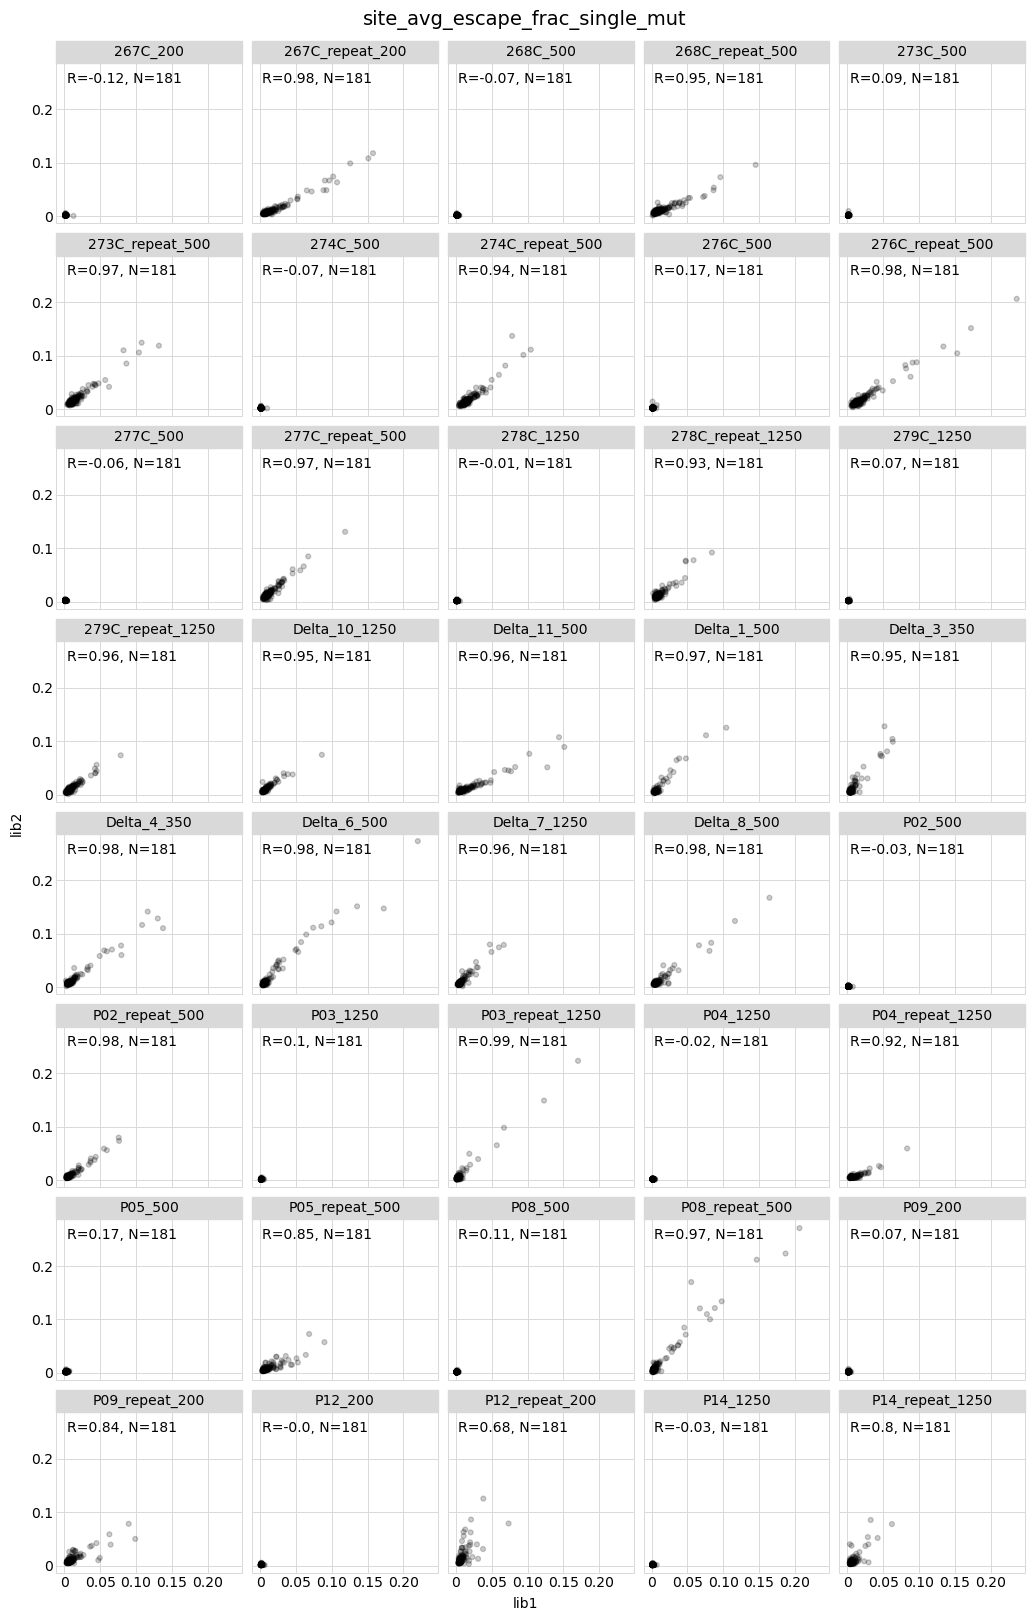 site_avg_escape_frac_single_mut
267C_200 267C_repeat_200 268C_500 268C_repeat_500 273C_500
R=-0.12, N=181 R=0.98, N=181 R=-0.07, N=181 R=0.95, N=181 R=0.09, N=181
0.2
0.1
0
273C_repeat_500 274C_500 274C_repeat_500 276C_500 276C_repeat_500
R=0.97, N=181 R=-0.07, N=181 R=0.94, N=181 R=0.17, N=181 R=0.98, N=181
0.2
0.1
0
277C_500 277C_repeat_500 278C_1250 278C_repeat_1250 279C_1250
R=-0.06, N=181 R=0.97, N=181 R=-0.01, N=181 R=0.93, N=181 R=0.07, N=181
0.2
0.1
0
279C_repeat_1250 Delta_10_1250 Delta_11_500 Delta_1_500 Delta_3_350
R=0.96, N=181 R=0.95, N=181 R=0.96, N=181 R=0.97, N=181 R=0.95, N=181
0.2
0.1
0
lib2
Delta_4_350 Delta_6_500 Delta_7_1250 Delta_8_500 P02_500
R=0.98, N=181 R=0.98, N=181 R=0.96, N=181 R=0.98, N=181 R=-0.03, N=181
0.2
0.1
0
P02_repeat_500 P03_1250 P03_repeat_1250 P04_1250 P04_repeat_1250
R=0.98, N=181 R=0.1, N=181 R=0.99, N=181 R=-0.02, N=181 R=0.92, N=181
0.2
0.1
0
P05_500 P05_repeat_500 P08_500 P08_repeat_500 P09_200
R=0.17, N=181 R=0.85, N=181 R=0.11, N=181 R=0.97, N=181 R=0.07, N=181
0.2
0.1
0
P09_repeat_200 P12_200 P12_repeat_200 P14_1250 P14_repeat_1250
R=0.84, N=181 R=-0.0, N=181 R=0.68, N=181 R=-0.03, N=181 R=0.8, N=181
0.2
0.1
0
0 0.05 0.10 0.15 0.20 0 0.05 0.10 0.15 0.20 0 0.05 0.10 0.15 0.20 0 0.05 0.10 0.15 0.20 0 0.05 0.10 0.15 0.20
lib1